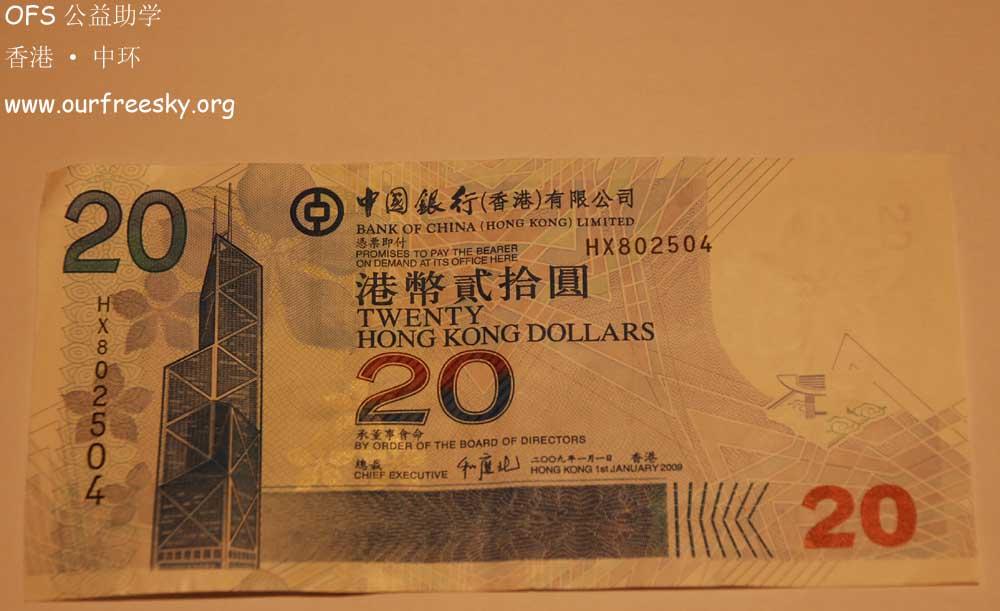 OFS 公益助学
香港 • 中环
www.ourfreesky.org
20
中國銀行(香港)有限公司
BANK OF CHINA (HONG KONG) LIMITED
憑票即付
PROMISES TO PAY THE BEARER
ON DEMAND AT ITS OFFICE HERE
HX802504
港幣貳拾圓
TWENTY
HONG KONG DOLLARS
HX802504
20
承董事會命
BY ORDER OF THE BOARD OF DIRECTORS
總裁
CHIEF EXECUTIVE
二〇〇九年一月一日 香港
HONG KONG 1st JANUARY 2009
20